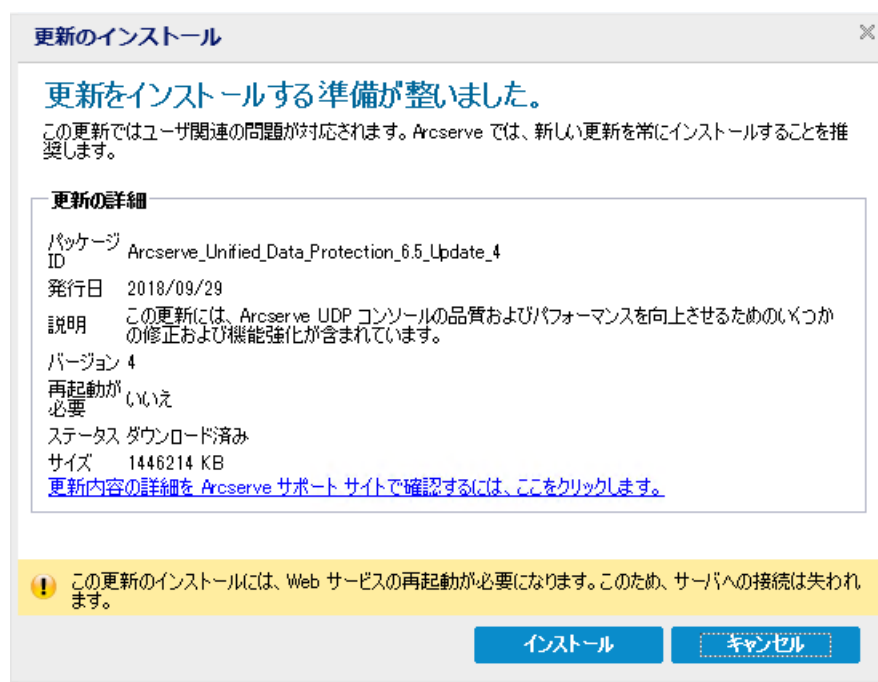 更新のインストール
更新をインストールする準備が整いました。
この更新ではユーザ関連の問題が対応されます。Arcserve では、新しい更新を常にインストールすることを推
奨します。
更新の詳細
パッケージ
ID
Arcserve_Unified_Data_Protection_6.5_Update_4
発行日 2018/09/29
説明
この更新には、Arcserve UDP コンソールの品質およびパフォーマンスを向上させるためのいくつか
の修正および機能強化が含まれています。
バージョン 4
再起動が
必要
いいえ
ステータス ダウンロード済み
サイズ 1446214 KB
更新内容の詳細を Arcserve サポート サイトで確認するには、ここをクリックします。
この更新のインストールには、Web サービスの再起動が必要になります。このため、サーバへの接続は失われ
ます。
インストール キャンセル